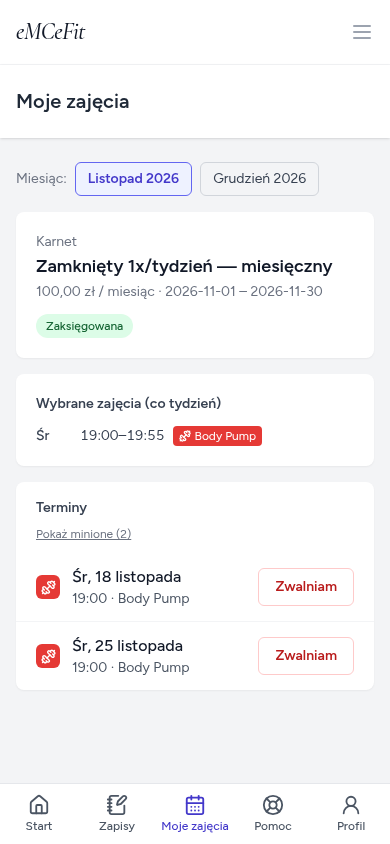 eMCeFit
Moje zajęcia
Miesiąc: Listopad 2026 Grudzień 2026
Karnet
Zamknięty 1x/tydzień — miesięczny
100,00 zł / miesiąc · 2026-11-01 – 2026-11-30
Zaksięgowana
Wybrane zajęcia (co tydzień)
Śr 19:00–19:55 Body Pump
Terminy
Pokaż minione (2)
Śr, 18 listopada
19:00 · Body Pump
Zwalniam
Śr, 25 listopada
19:00 · Body Pump
Zwalniam
Start Zapisy Moje zajęcia Pomoc Profil